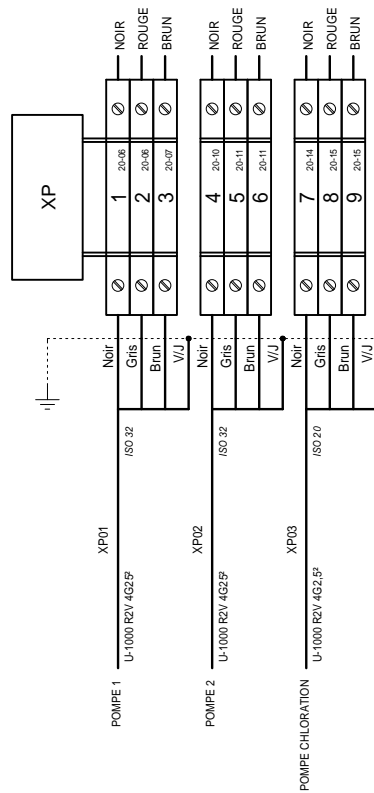 XP
1 20-06 NOIR
2 20-06 ROUGE
3 20-07 BRUN
4 20-10 NOIR
5 20-11 ROUGE
6 20-11 BRUN
7 20-14 NOIR
8 20-15 ROUGE
9 20-15 BRUN
Noir
Gris
Brun
V/J
Noir
Gris
Brun
V/J
Noir
Gris
Brun
V/J
ISO 32
ISO 32
ISO 20
XP01
XP02
XP03
U-1000 R2V 4G25²
U-1000 R2V 4G25²
U-1000 R2V 4G2,5²
POMPE 1
POMPE 2
POMPE CHLORATION